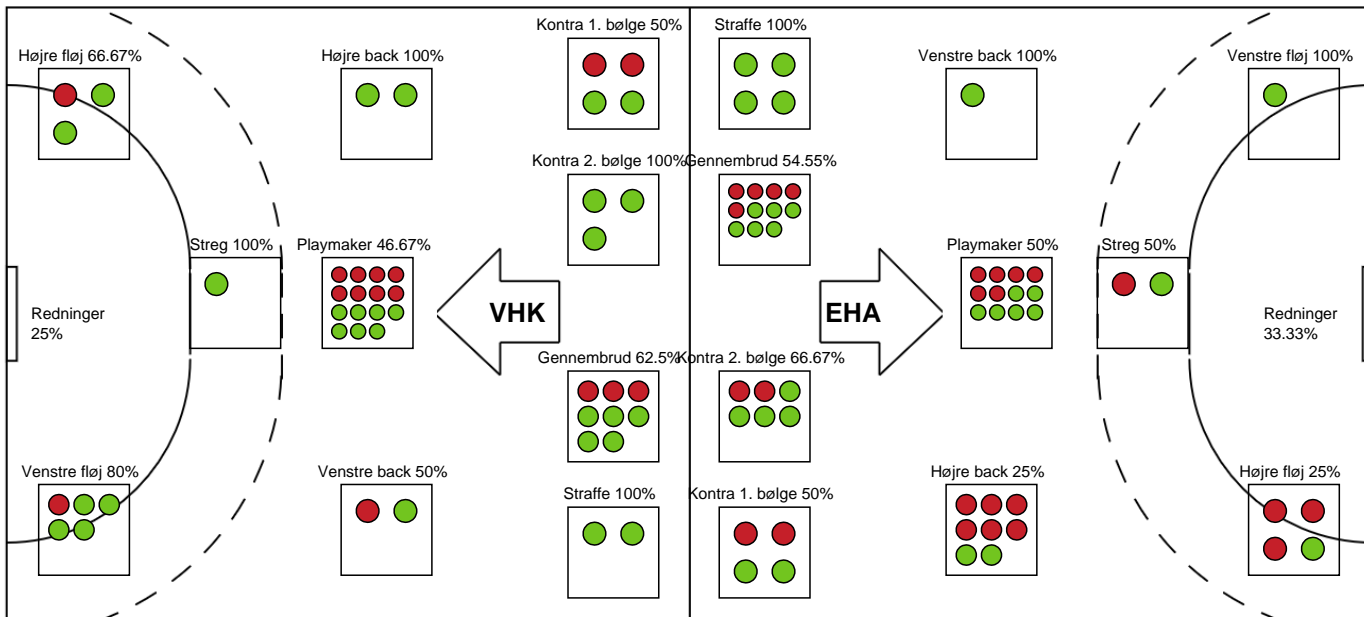 Kontra 1. bølge 50%
Straffe 100%
Højre fløj 66.67%
Højre back 100%
Venstre back 100%
Venstre fløj 100%
Kontra 2. bølge 100%
Gennembrud 54.55%
Streg 100%
Playmaker 46.67%
Playmaker 50%
Streg 50%
Redninger
25%
VHK
EHA
Redninger
33.33%
Gennembrud 62.5%
Kontra 2. bølge 66.67%
Venstre fløj 80%
Venstre back 50%
Højre back 25%
Højre fløj 25%
Straffe 100%
Kontra 1. bølge 50%